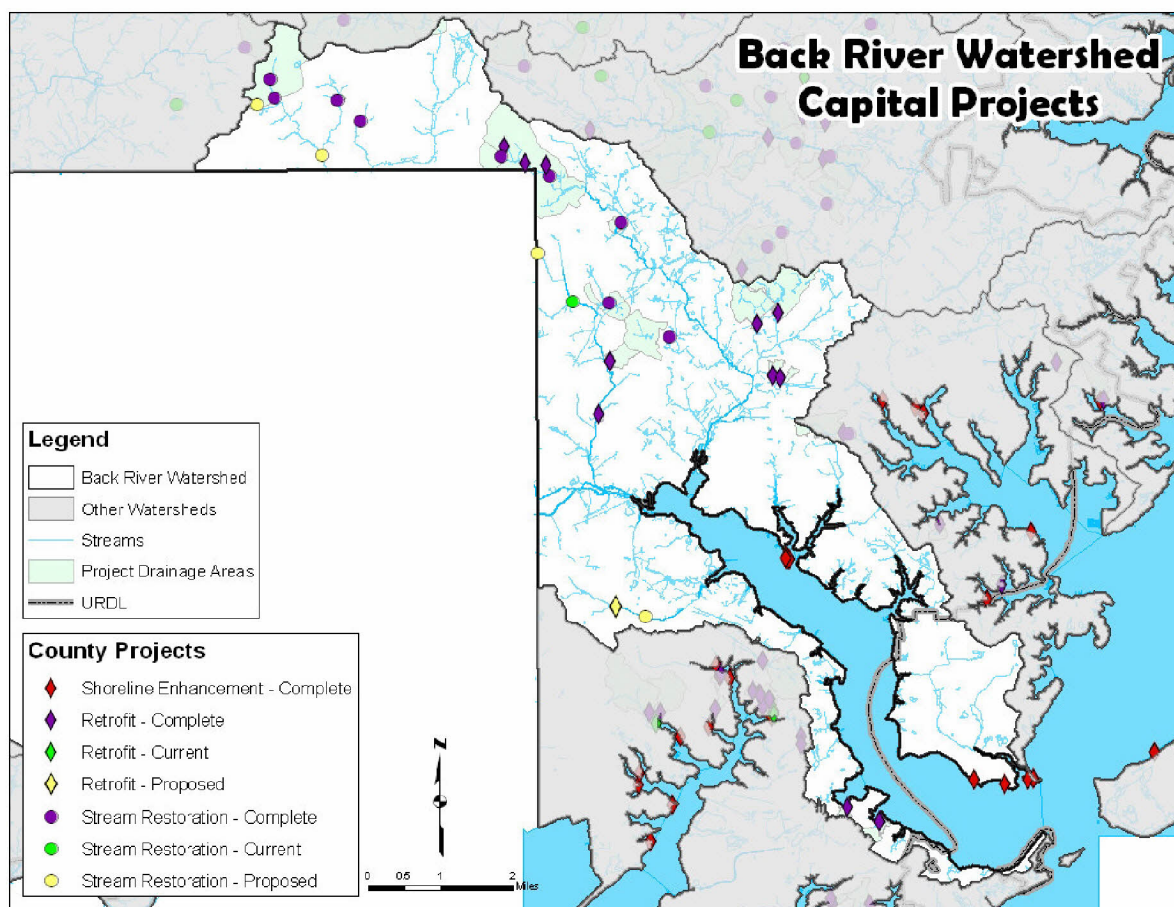 Back River Watershed
Capital Projects
Legend
Back River Watershed
Other Watersheds
Streams
Project Drainage Areas
URDL
County Projects
Shoreline Enhancement - Complete
Retrofit - Complete
Retrofit - Current
Retrofit - Proposed
Stream Restoration - Complete
Stream Restoration - Current
Stream Restoration - Proposed
N
0 0.5 1 2
Miles